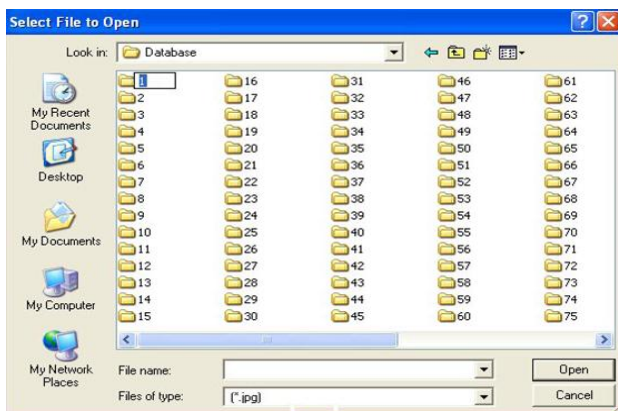 Select File to Open
Look in: Database
My Recent Documents
Desktop
My Documents
My Computer
My Network Places
1 16 31 46 61
2 17 32 47 62
3 18 33 48 63
4 19 34 49 64
5 20 35 50 65
6 21 36 51 66
7 22 37 52 67
8 23 38 53 68
9 24 39 54 69
10 25 40 55 70
11 26 41 56 71
12 27 42 57 72
13 28 43 58 73
14 29 44 59 74
15 30 45 60 75
File name: Open
Files of type: (*.jpg) Cancel